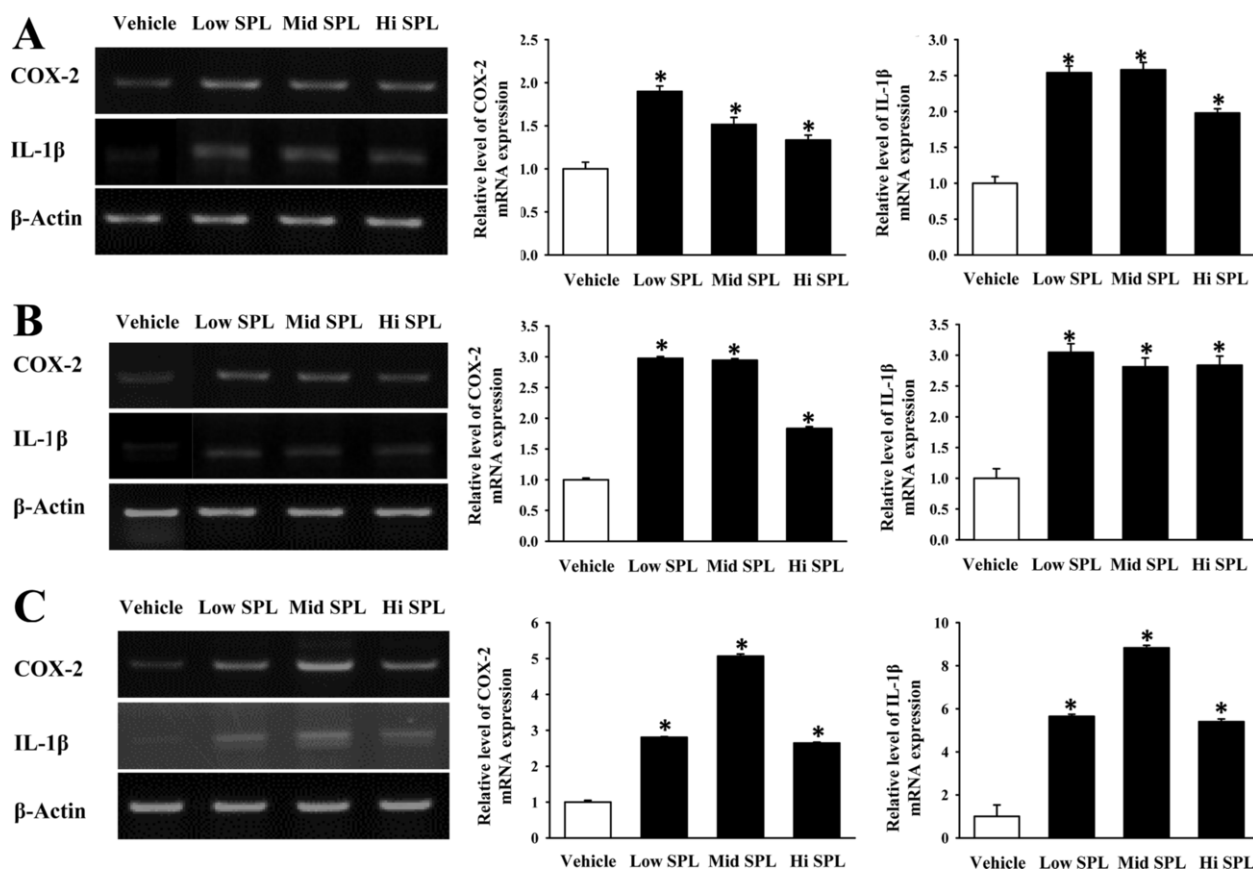 A
Vehicle Low SPL Mid SPL Hi SPL
COX-2
IL-1β
β-Actin
Relative level of COX-2
mRNA expression
2.5
2.0
1.5
1.0
0.5
0.0
* * *
Vehicle Low SPL Mid SPL Hi SPL
Relative level of IL-1β
mRNA expression
3.0
2.5
2.0
1.5
1.0
0.5
0.0
* * *
Vehicle Low SPL Mid SPL Hi SPL
B
Vehicle Low SPL Mid SPL Hi SPL
COX-2
IL-1β
β-Actin
Relative level of COX-2
mRNA expression
3.5
3.0
2.5
2.0
1.5
1.0
0.5
0.0
* * *
Vehicle Low SPL Mid SPL Hi SPL
Relative level of IL-1β
mRNA expression
3.5
3.0
2.5
2.0
1.5
1.0
0.5
0.0
* * *
Vehicle Low SPL Mid SPL Hi SPL
C
Vehicle Low SPL Mid SPL Hi SPL
COX-2
IL-1β
β-Actin
Relative level of COX-2
mRNA expression
6
5
4
3
2
1
0
* * *
Vehicle Low SPL Mid SPL Hi SPL
Relative level of IL-1β
mRNA expression
10
8
6
4
2
0
* * *
Vehicle Low SPL Mid SPL Hi SPL